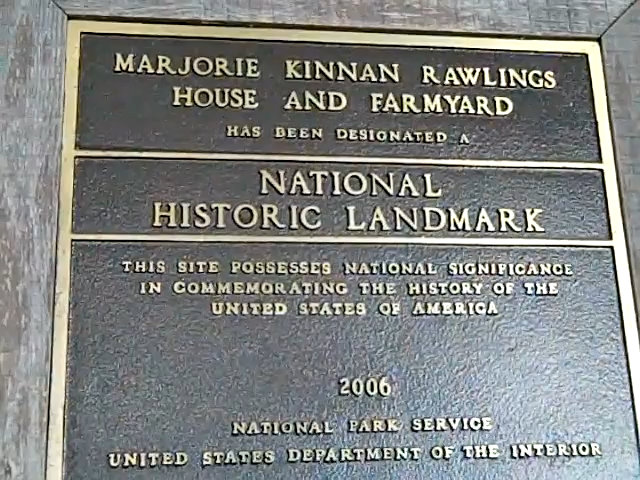 MARJORIE KINNAN RAWLINGS
HOUSE AND FARMYARD
HAS BEEN DESIGNATED A
NATIONAL
HISTORIC LANDMARK
THIS SITE POSSESSES NATIONAL SIGNIFICANCE
IN COMMEMORATING THE HISTORY OF THE
UNITED STATES OF AMERICA
2006
NATIONAL PARK SERVICE
UNITED STATES DEPARTMENT OF THE INTERIOR